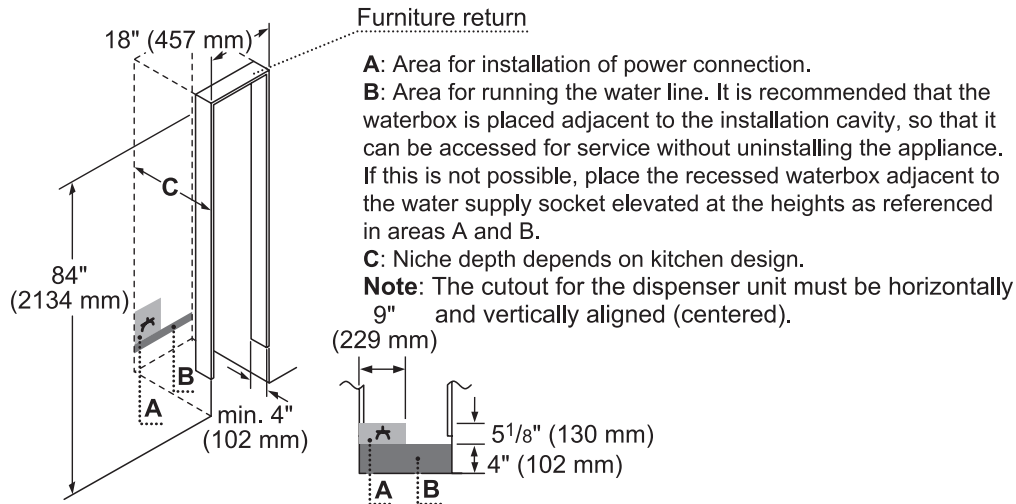 Furniture return
18" (457 mm)
A: Area for installation of power connection.
B: Area for running the water line. It is recommended that the
waterbox is placed adjacent to the installation cavity, so that it
can be accessed for service without uninstalling the appliance.
If this is not possible, place the recessed waterbox adjacent to
the water supply socket elevated at the heights as referenced
in areas A and B.
C: Niche depth depends on kitchen design.
Note: The cutout for the dispenser unit must be horizontally
and vertically aligned (centered).
C
84"
(2134 mm)
B
A
min. 4"
(102 mm)
9"
(229 mm)
5 1/8" (130 mm)
4" (102 mm)
A B